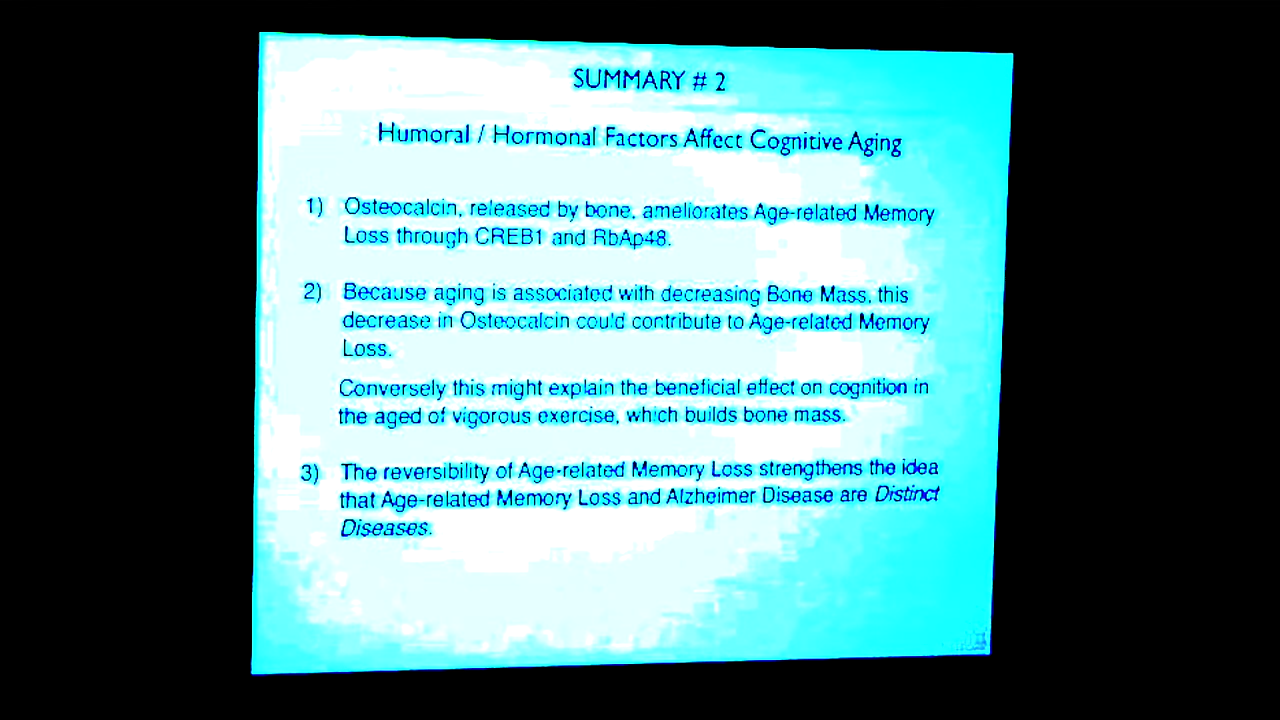 SUMMARY # 2
Humoral / Hormonal Factors Affect Cognitive Aging
1) Osteocalcin, released by bone, ameliorates Age-related Memory
Loss through CREB1 and RbAp48.
2) Because aging is associated with decreasing Bone Mass, this
decrease in Osteocalcin could contribute to Age-related Memory
Loss.
Conversely this might explain the beneficial effect on cognition in
the aged of vigorous exercise, which builds bone mass.
3) The reversibility of Age-related Memory Loss strengthens the idea
that Age-related Memory Loss and Alzheimer Disease are Distinct
Diseases.